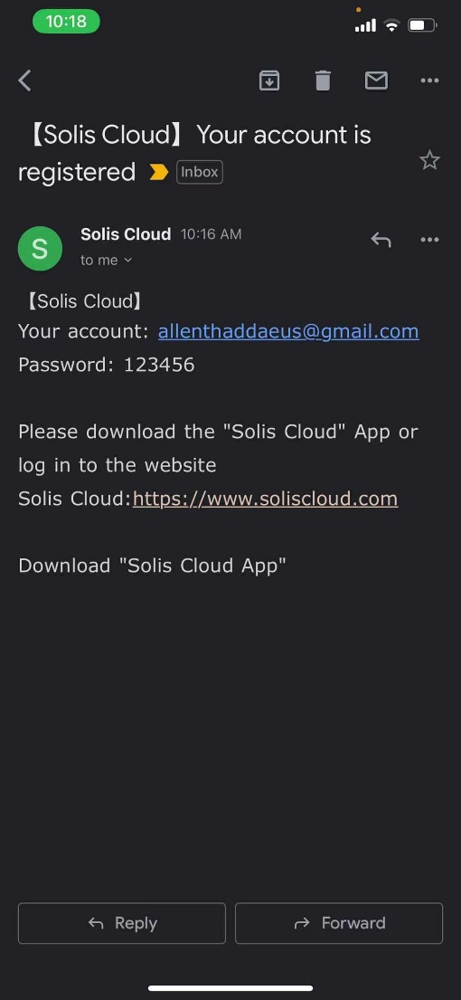 10:18
【Solis Cloud】Your account is
registered Inbox
S
Solis Cloud 10:16 AM
to me
【Solis Cloud】
Your account: allenthaddaeus@gmail.com
Password: 123456
Please download the "Solis Cloud" App or
log in to the website
Solis Cloud:https://www.soliscloud.com
Download "Solis Cloud App"
Reply
Forward